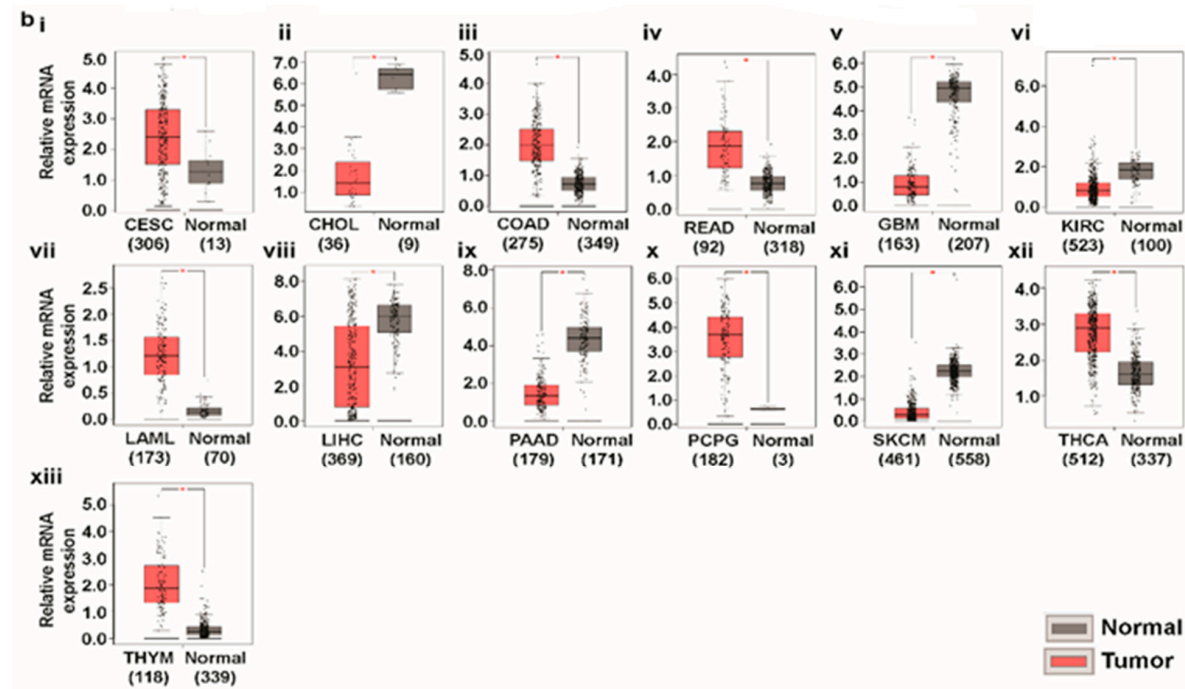 b i
ii
iii
iv
v
vi
Relative mRNA
expression
5.0
4.0
3.0
2.0
1.0
0.0
*
CESC Normal
(306) (13)
7.0
6.0
5.0
4.0
3.0
2.0
1.0
*
CHOL Normal
(36) (9)
5.0
4.0
3.0
2.0
1.0
0.0
*
COAD Normal
(275) (349)
4.0
3.0
2.0
1.0
0.0
*
READ Normal
(92) (318)
6.0
5.0
4.0
3.0
2.0
1.0
0.0
*
GBM Normal
(163) (207)
6.0
4.0
2.0
0.0
*
KIRC Normal
(523) (100)
vii
viii
ix
x
xi
xii
Relative mRNA
expression
2.5
2.0
1.5
1.0
0.5
0.0
*
LAML Normal
(173) (70)
8.0
6.0
4.0
2.0
0.0
*
LIHC Normal
(369) (160)
8.0
6.0
4.0
2.0
0.0
*
PAAD Normal
(179) (171)
6.0
5.0
4.0
3.0
2.0
1.0
0.0
*
PCPG Normal
(182) (3)
6.0
5.0
4.0
3.0
2.0
1.0
0.0
*
SKCM Normal
(461) (558)
4.0
3.0
2.0
1.0
*
THCA Normal
(512) (337)
xiii
Relative mRNA
expression
5.0
4.0
3.0
2.0
1.0
0.0
*
THYM Normal
(118) (339)
Normal
Tumor